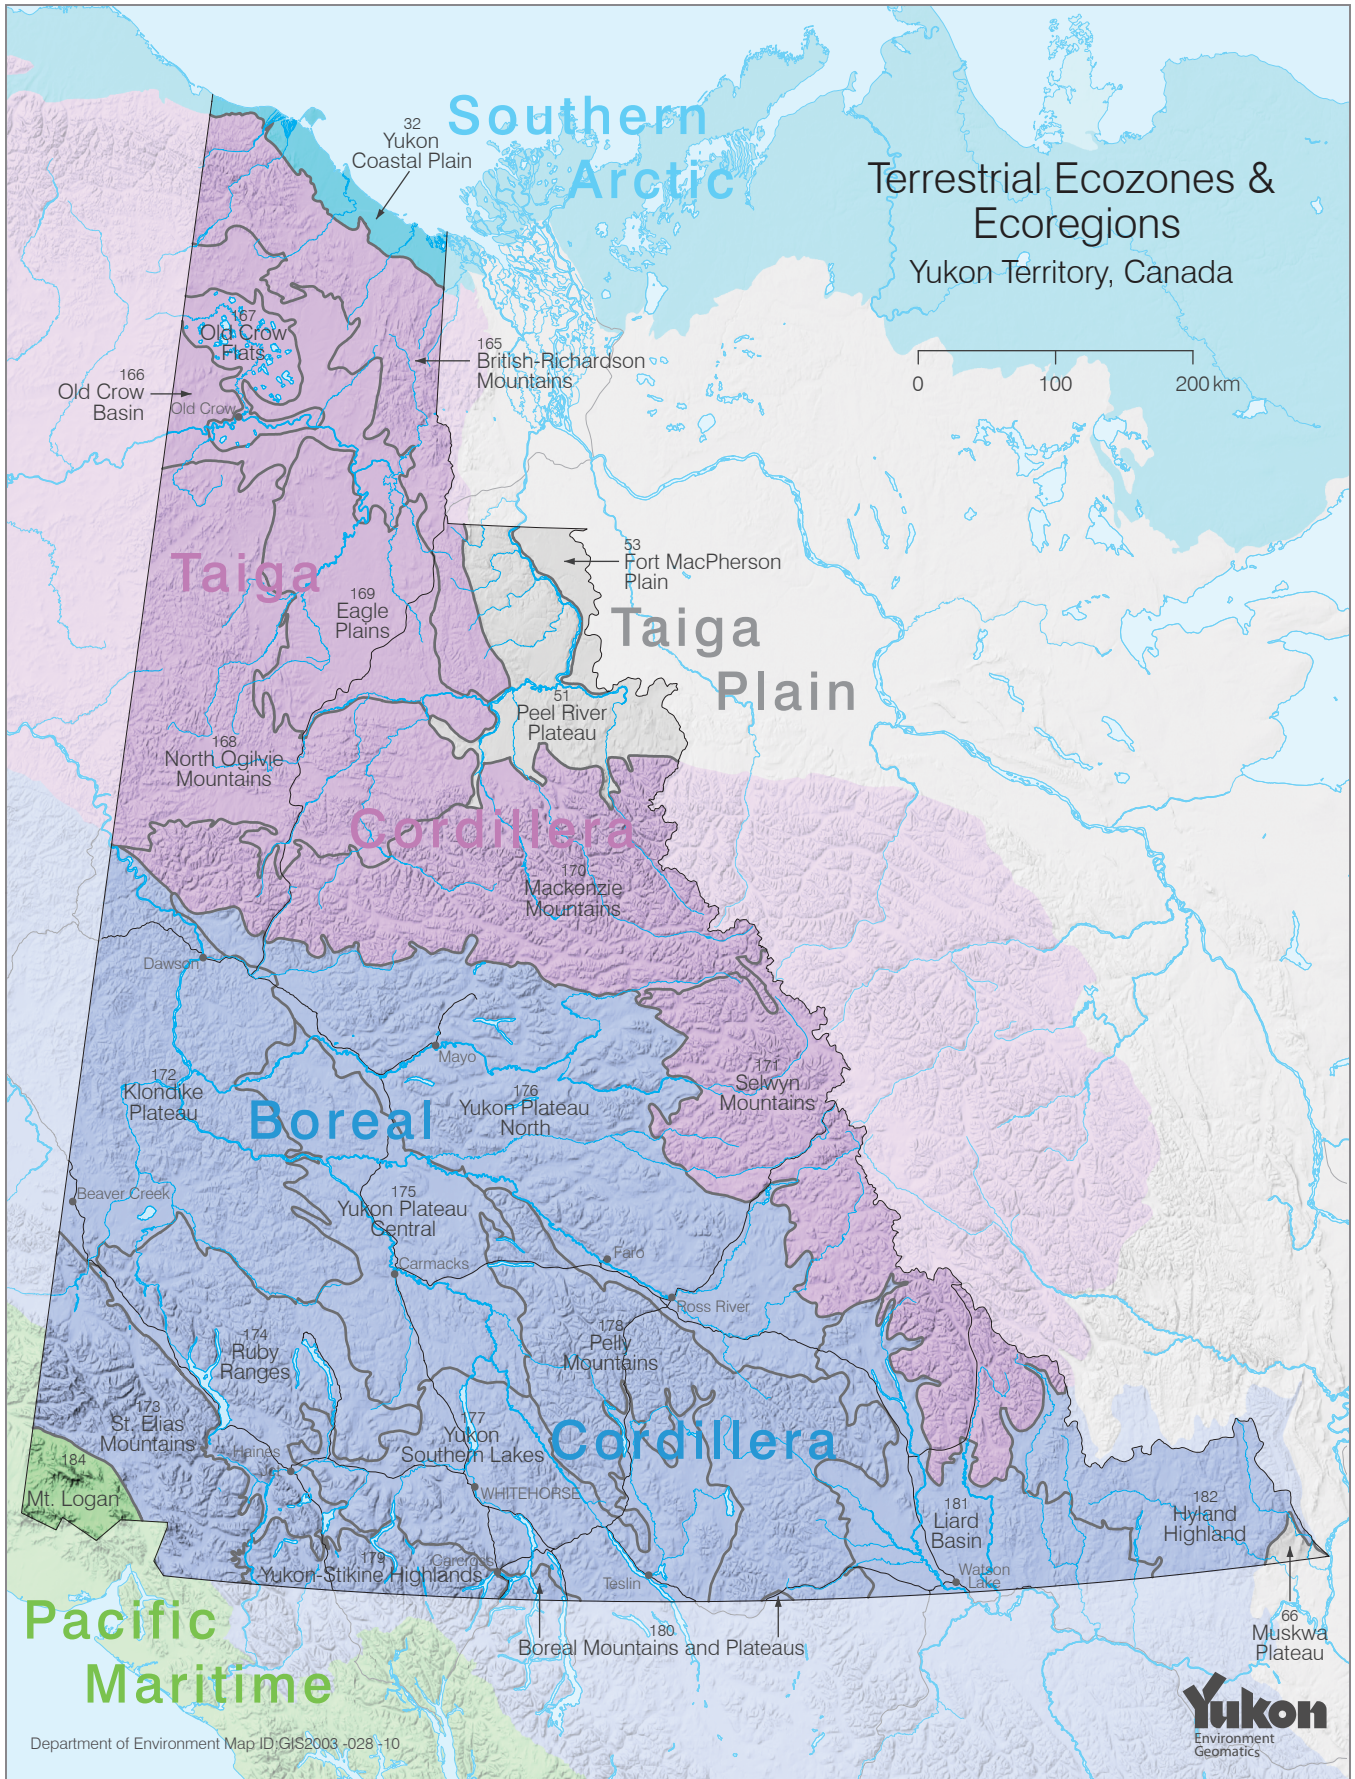 Southern
Arctic
32
Yukon
Coastal Plain
Terrestrial Ecozones &
Ecoregions
Yukon Territory, Canada
0 100 200 km
167
Old Crow
Flats
165
British-Richardson
Mountains
166
Old Crow
Basin
Old Crow
Taiga
53
Fort MacPherson
Plain
169
Eagle
Plains
Taiga
Plain
51
Peel River
Plateau
168
North Ogilvie
Mountains
Cordillera
170
Mackenzie
Mountains
Dawson
Mayo
171
Selwyn
Mountains
172
Klondike
Plateau
Boreal
176
Yukon Plateau
North
Beaver Creek
175
Yukon Plateau
Central
Carmacks
Faro
Ross River
174
Ruby
Ranges
178
Pelly
Mountains
173
St. Elias
Mountains
Haines
177
Yukon
Southern Lakes
Cordillera
184
Mt. Logan
WHITEHORSE
181
Liard
Basin
182
Hyland
Highland
179
Yukon-Stikine Highlands
Carcross
Teslin
Watson
Lake
180
Boreal Mountains and Plateaus
66
Muskwa
Plateau
Pacific
Maritime
Yukon
Environment
Geomatics
Department of Environment Map ID:GIS2003 -028 -10